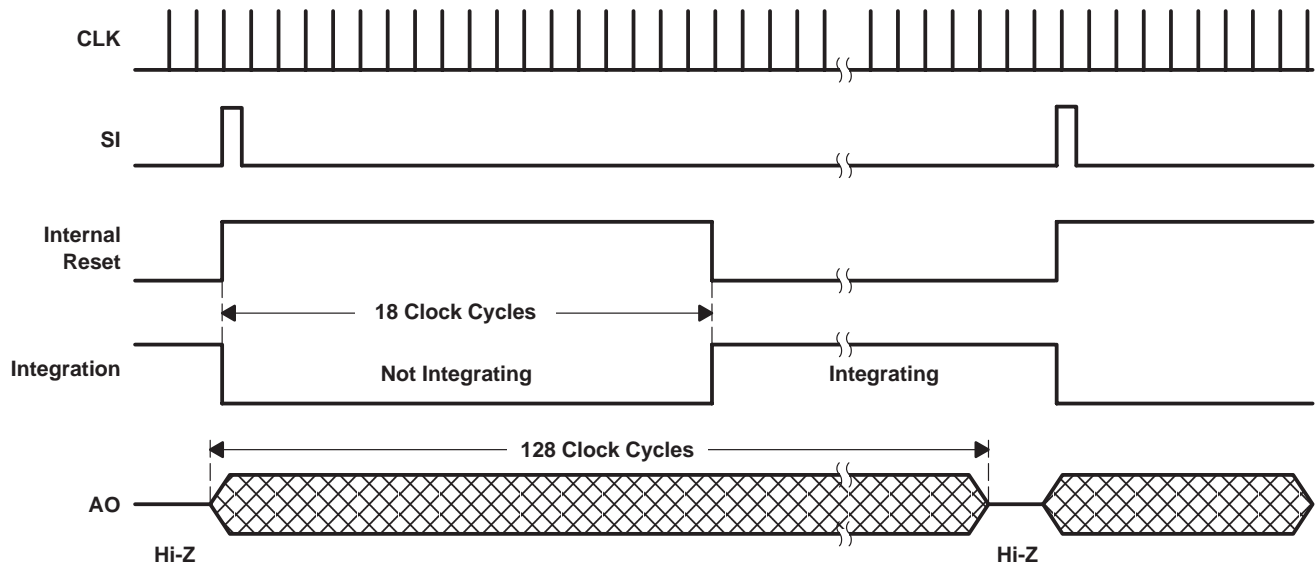 CLK
SI
Internal
Reset
18 Clock Cycles
Integration
Not Integrating
Integrating
128 Clock Cycles
AO
Hi-Z
Hi-Z